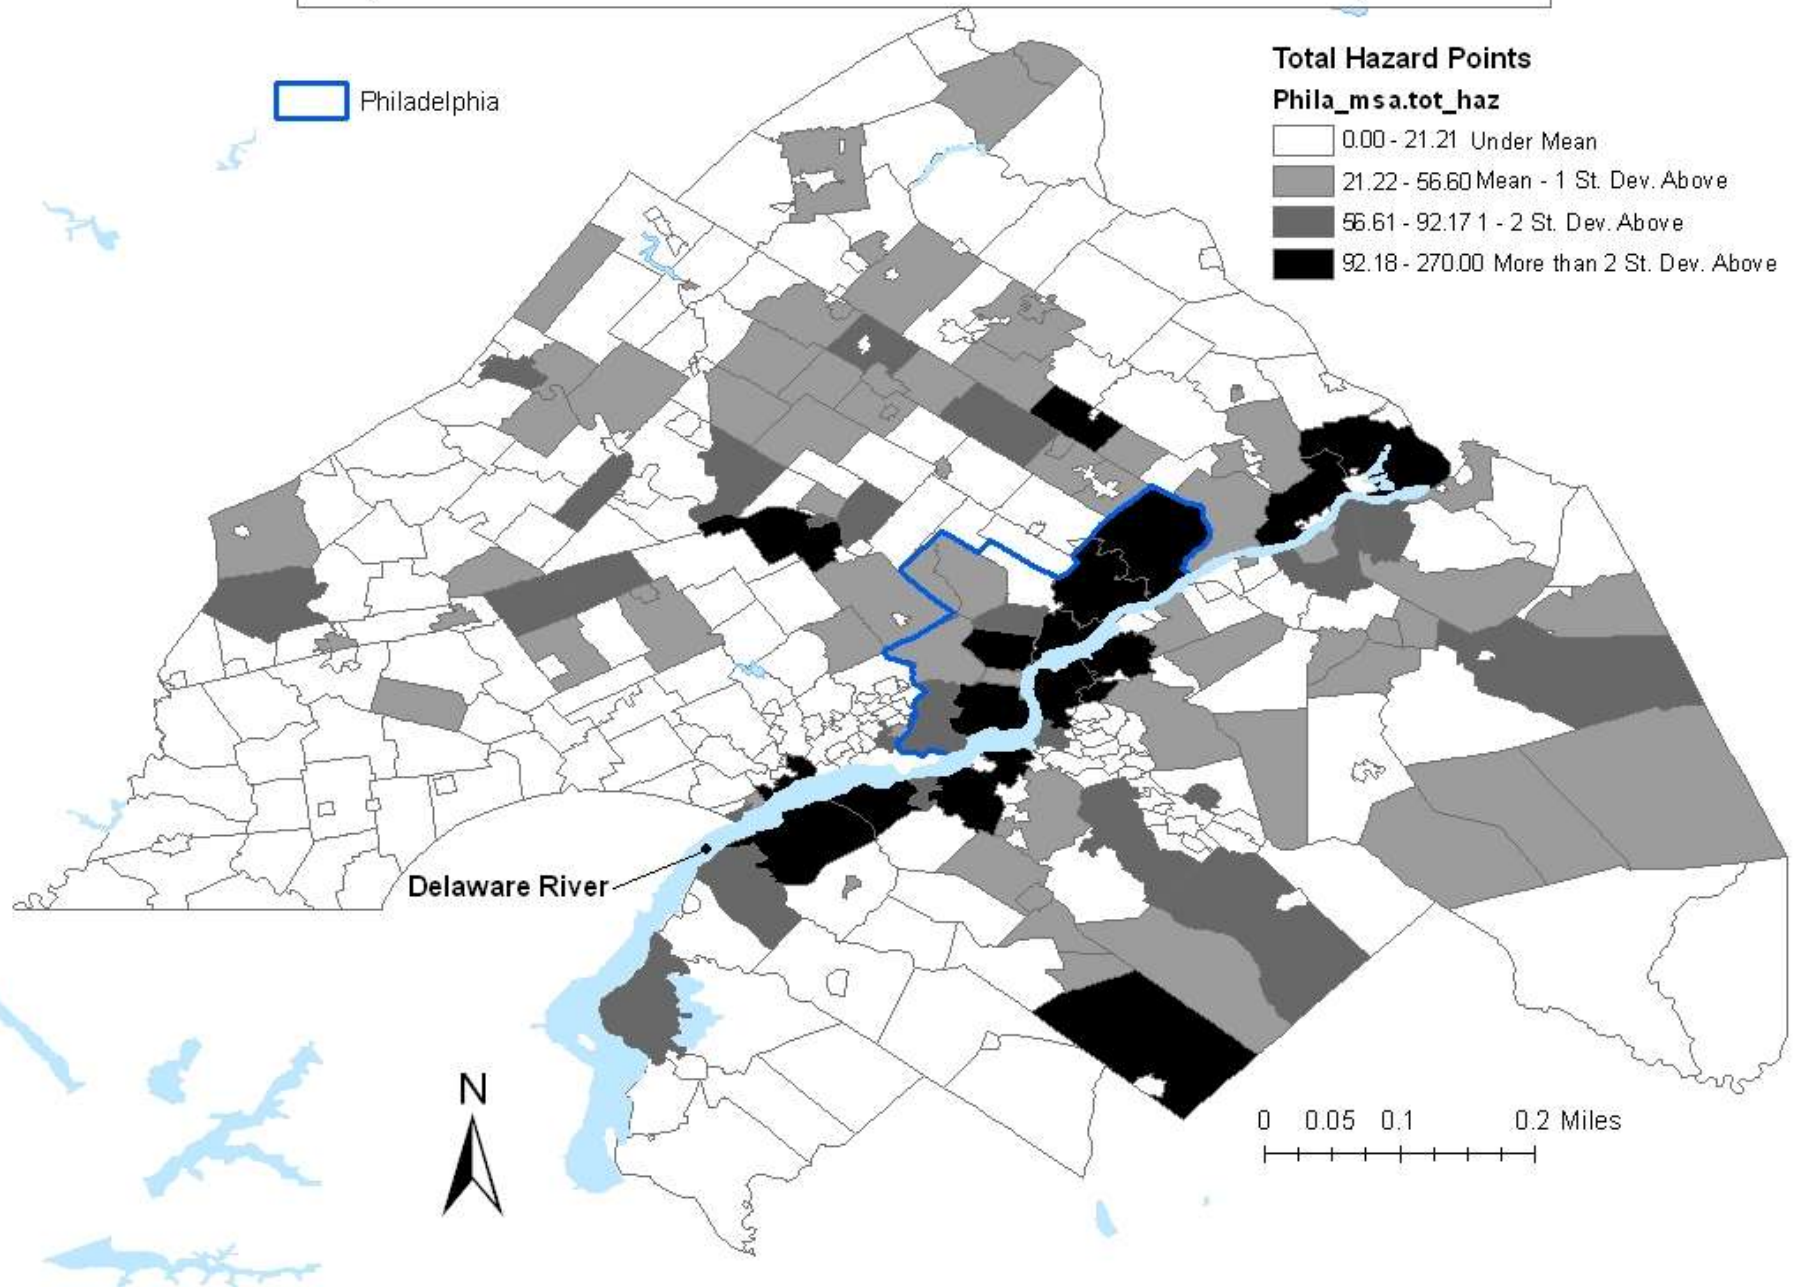 Philadelphia
Total Hazard Points
Phila_msa.tot_haz
0.00 - 21.21 Under Mean
21.22 - 56.60 Mean - 1 St. Dev. Above
56.61 - 92.17 1 - 2 St. Dev. Above
92.18 - 270.00 More than 2 St. Dev. Above
Delaware River
N
0 0.05 0.1 0.2 Miles